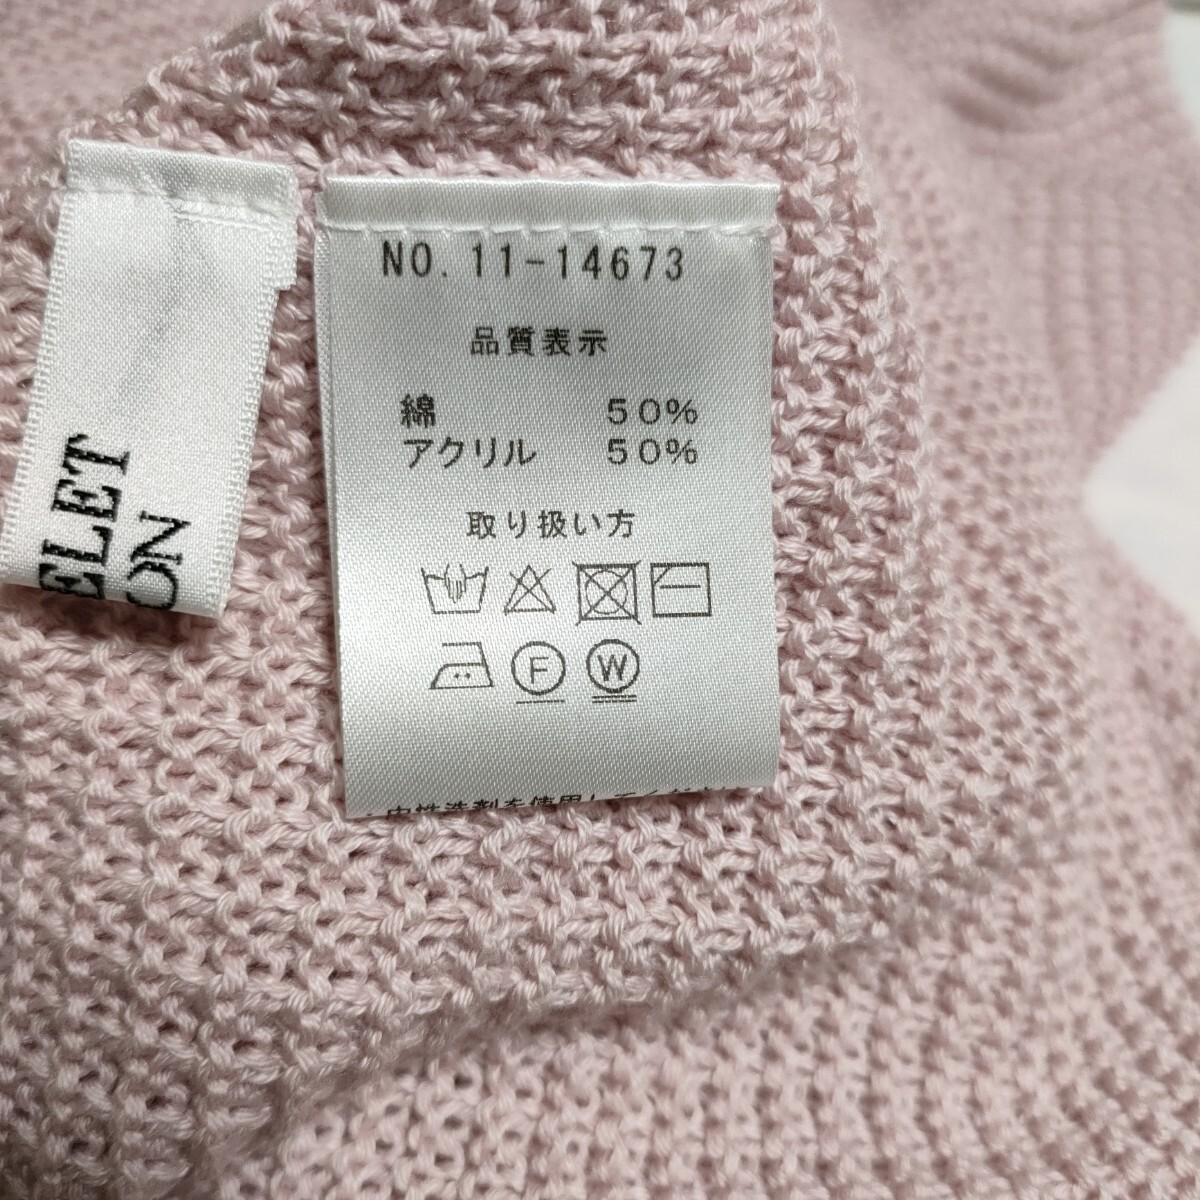 NO. 11-14673
品質表示
綿 50%
アクリル 50%
取り扱い方
F W
ELET
ON